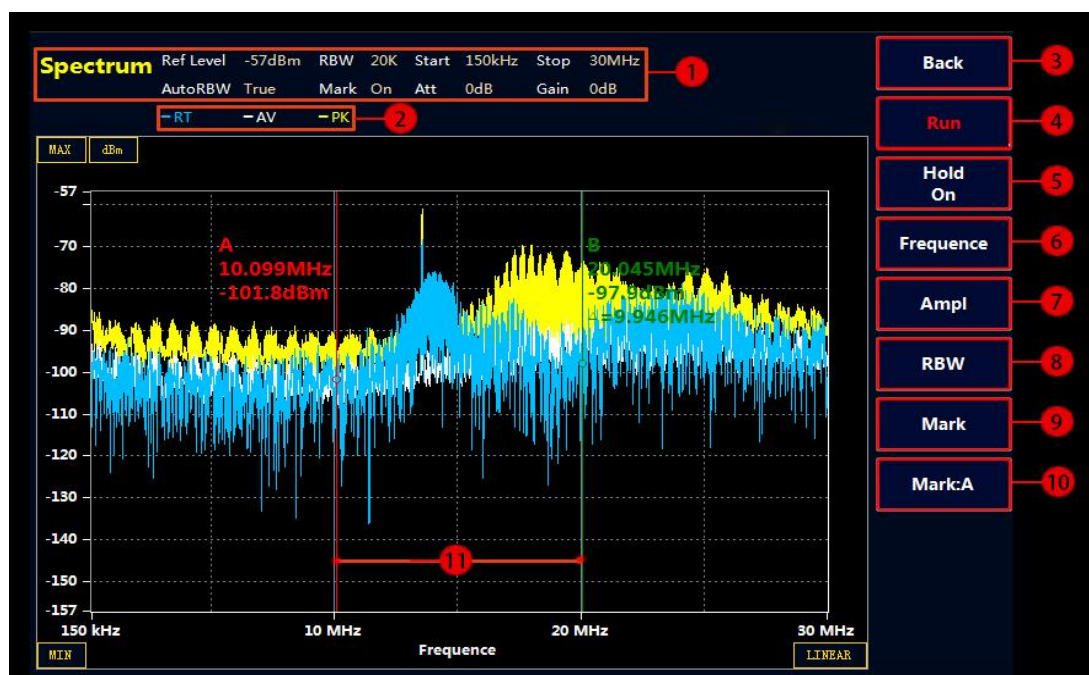 Spectrum Ref Level -57dBm RBW 20K Start 150kHz Stop 30MHz
AutoRBW True Mark On Att 0dB Gain 0dB
1
RT AV PK
2
MAX dBm
-57
-70
-80
-90
-100
-110
-120
-130
-140
-150
-157
A
10.099MHz
-101.8dBm
B
20.045MHz
-97.9dBm
⊥=9.946MHz
11
150 kHz 10 MHz 20 MHz 30 MHz
Frequence
MIN LINEAR
Back
3
Run
4
Hold
On
5
Frequence
6
Ampl
7
RBW
8
Mark
9
Mark:A
10